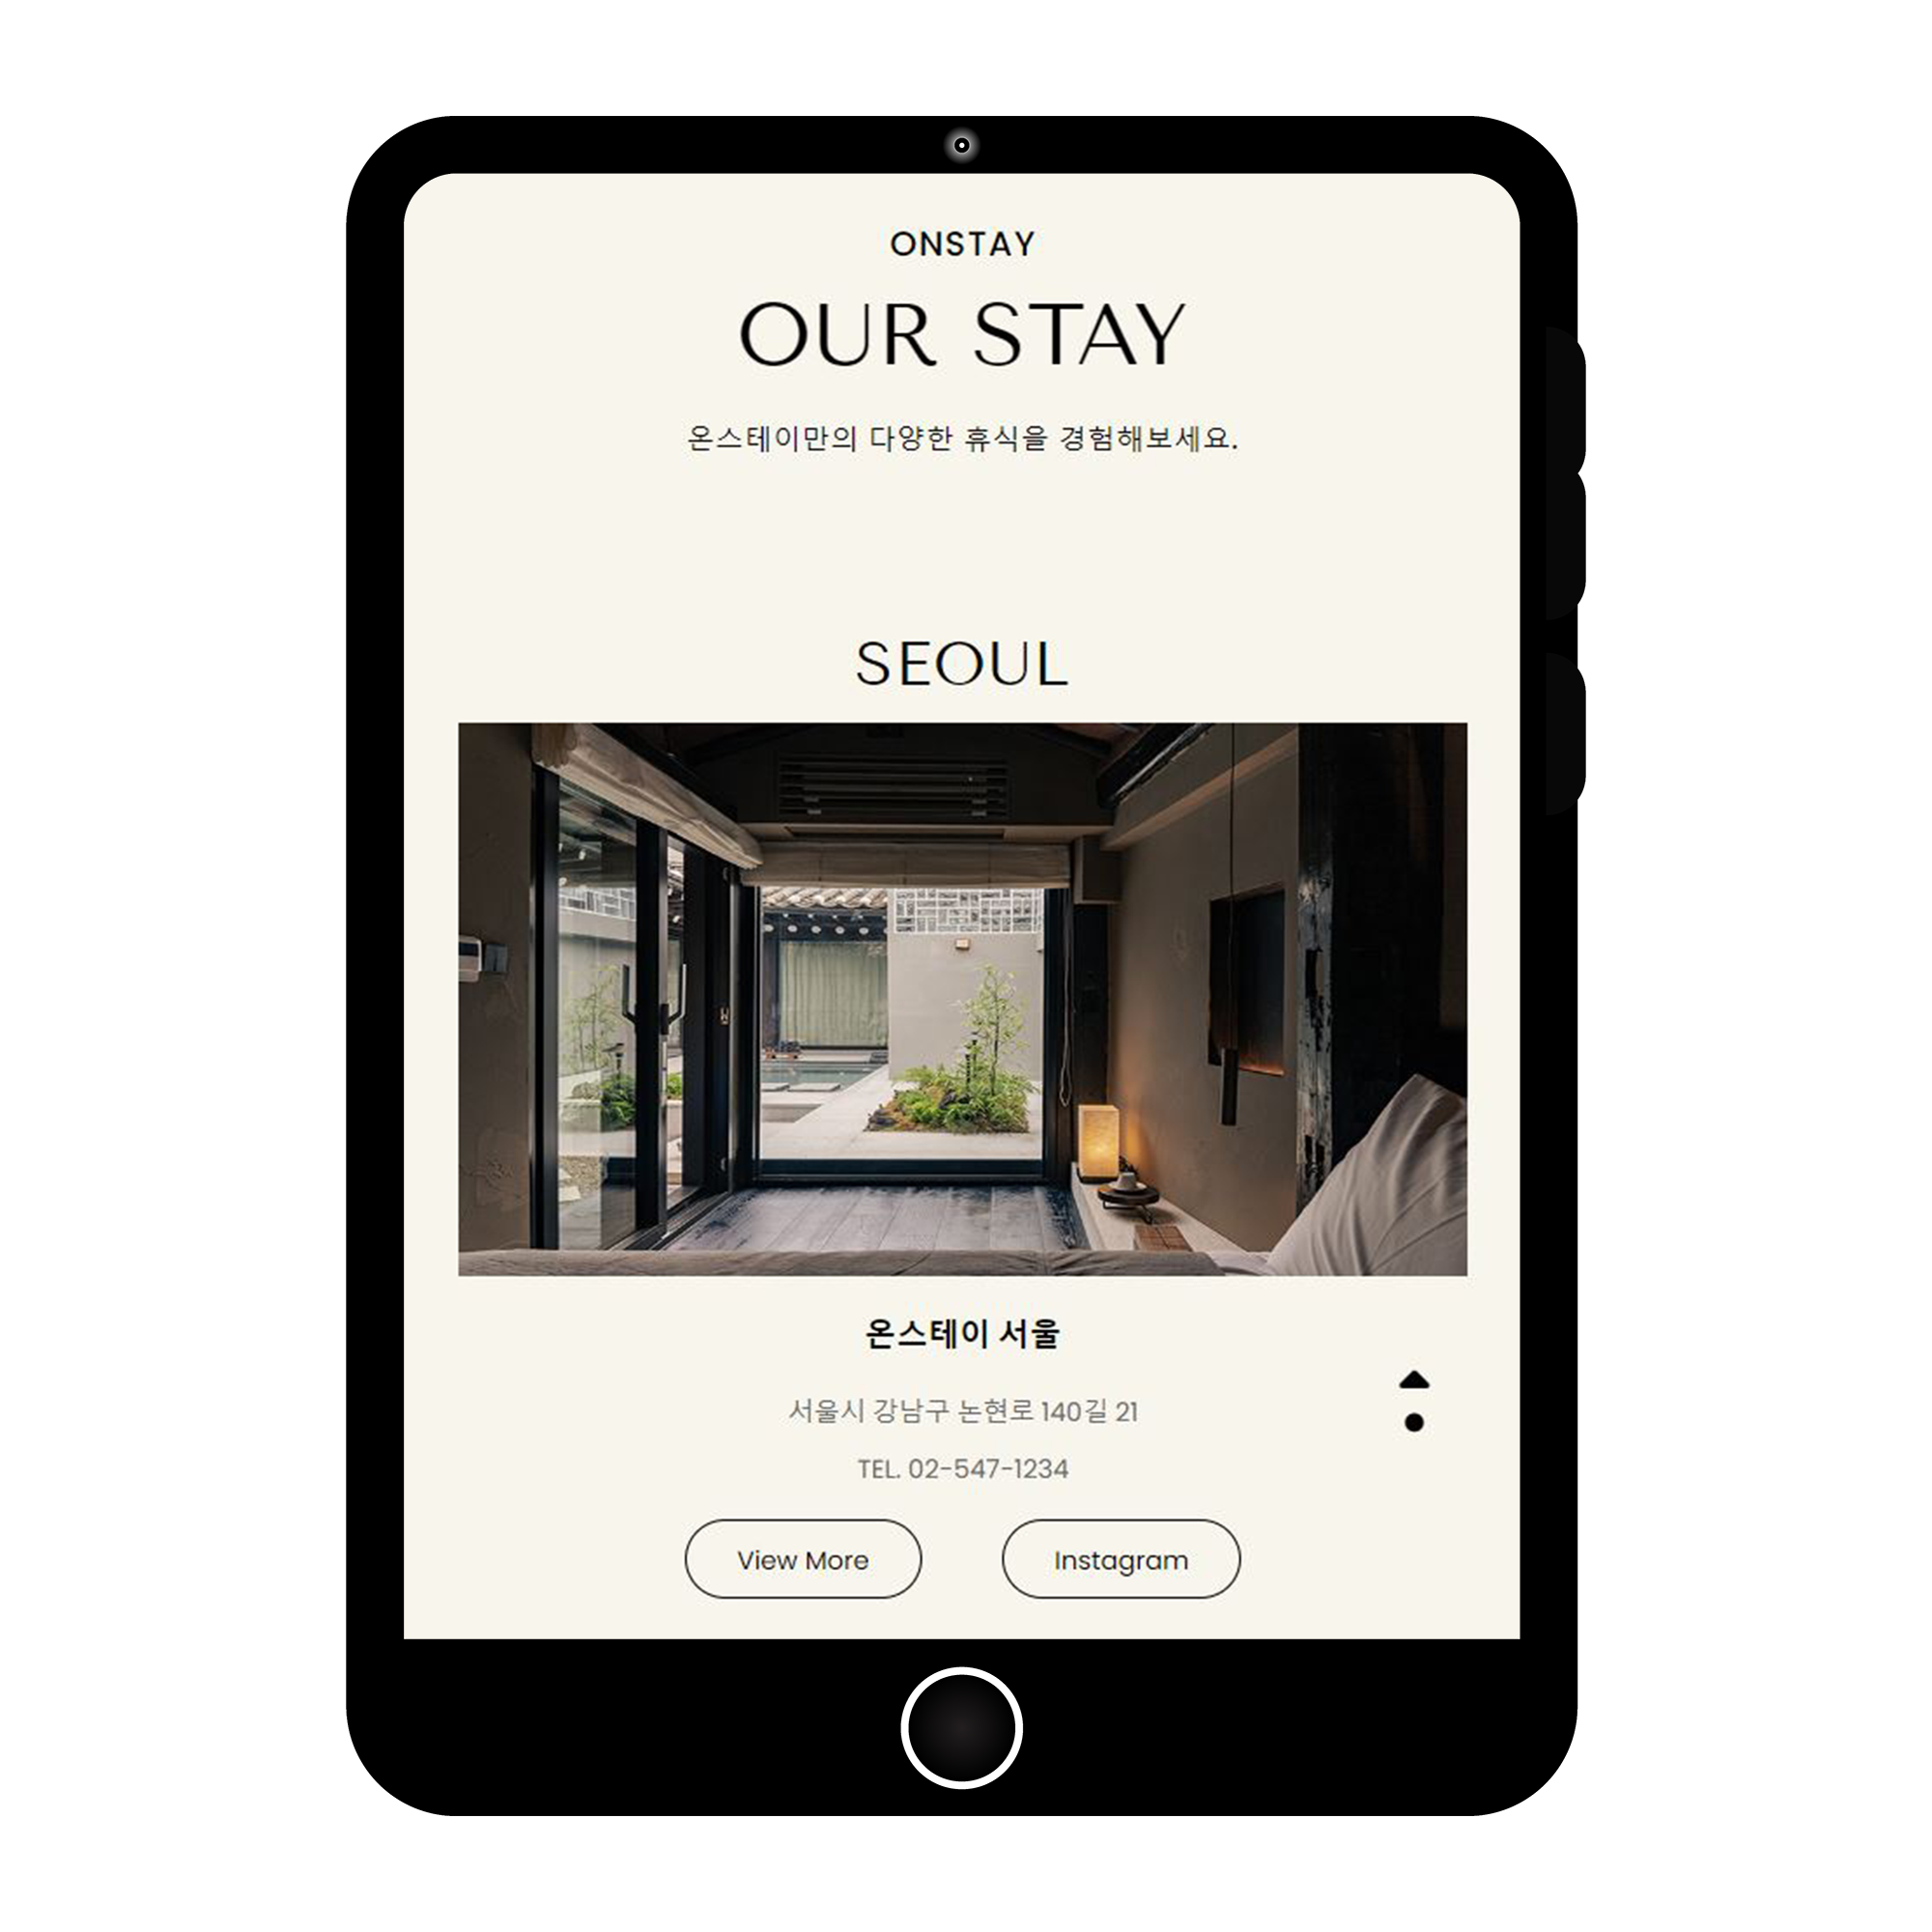 ONSTAY
OUR STAY
온스테이만의 다양한 휴식을 경험해보세요.
SEOUL
온스테이 서울
서울시 강남구 논현로 140길 21
TEL. 02-547-1234
View More
Instagram